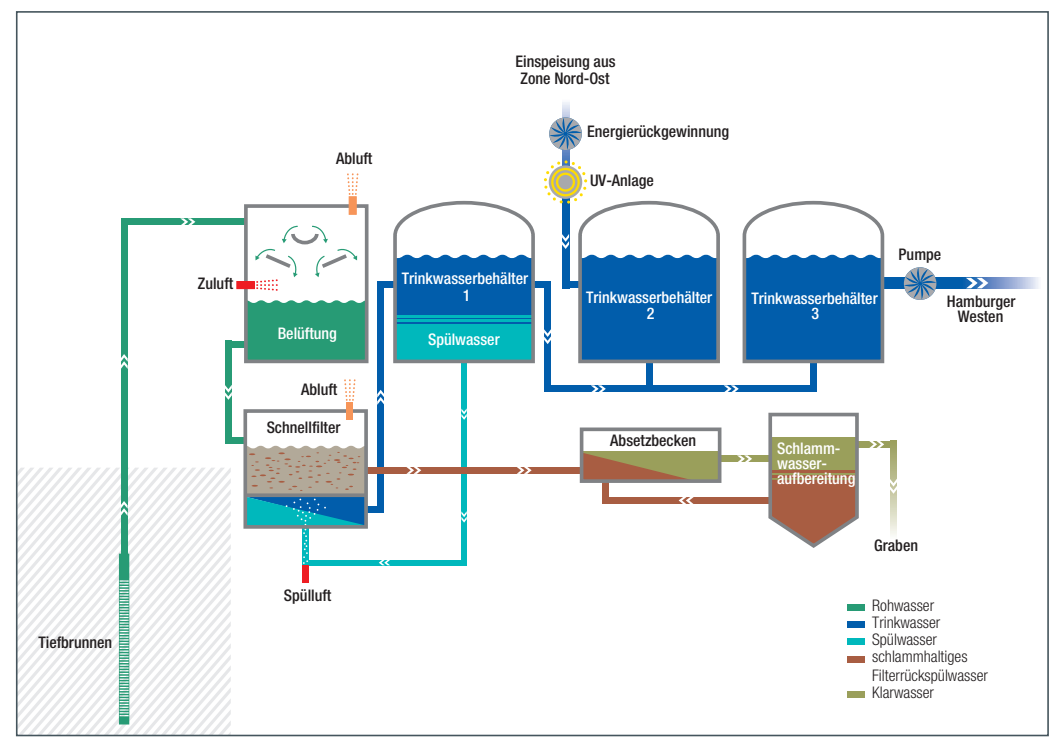 Einspeisung aus
Zone Nord-Ost
Energierückgewinnung
Abluft
UV-Anlage
Zuluft
Trinkwasserbehälter
1
Trinkwasserbehälter
2
Trinkwasserbehälter
3
Pumpe
Hamburger
Westen
Belüftung
Spülwasser
Abluft
Schnellfilter
Absetzbecken
Schlamm-
wasser-
aufbereitung
Graben
Spülluft
Tiefbrunnen
Rohwasser
Trinkwasser
Spülwasser
schlammhaltiges
Filterrückspülwasser
Klarwasser